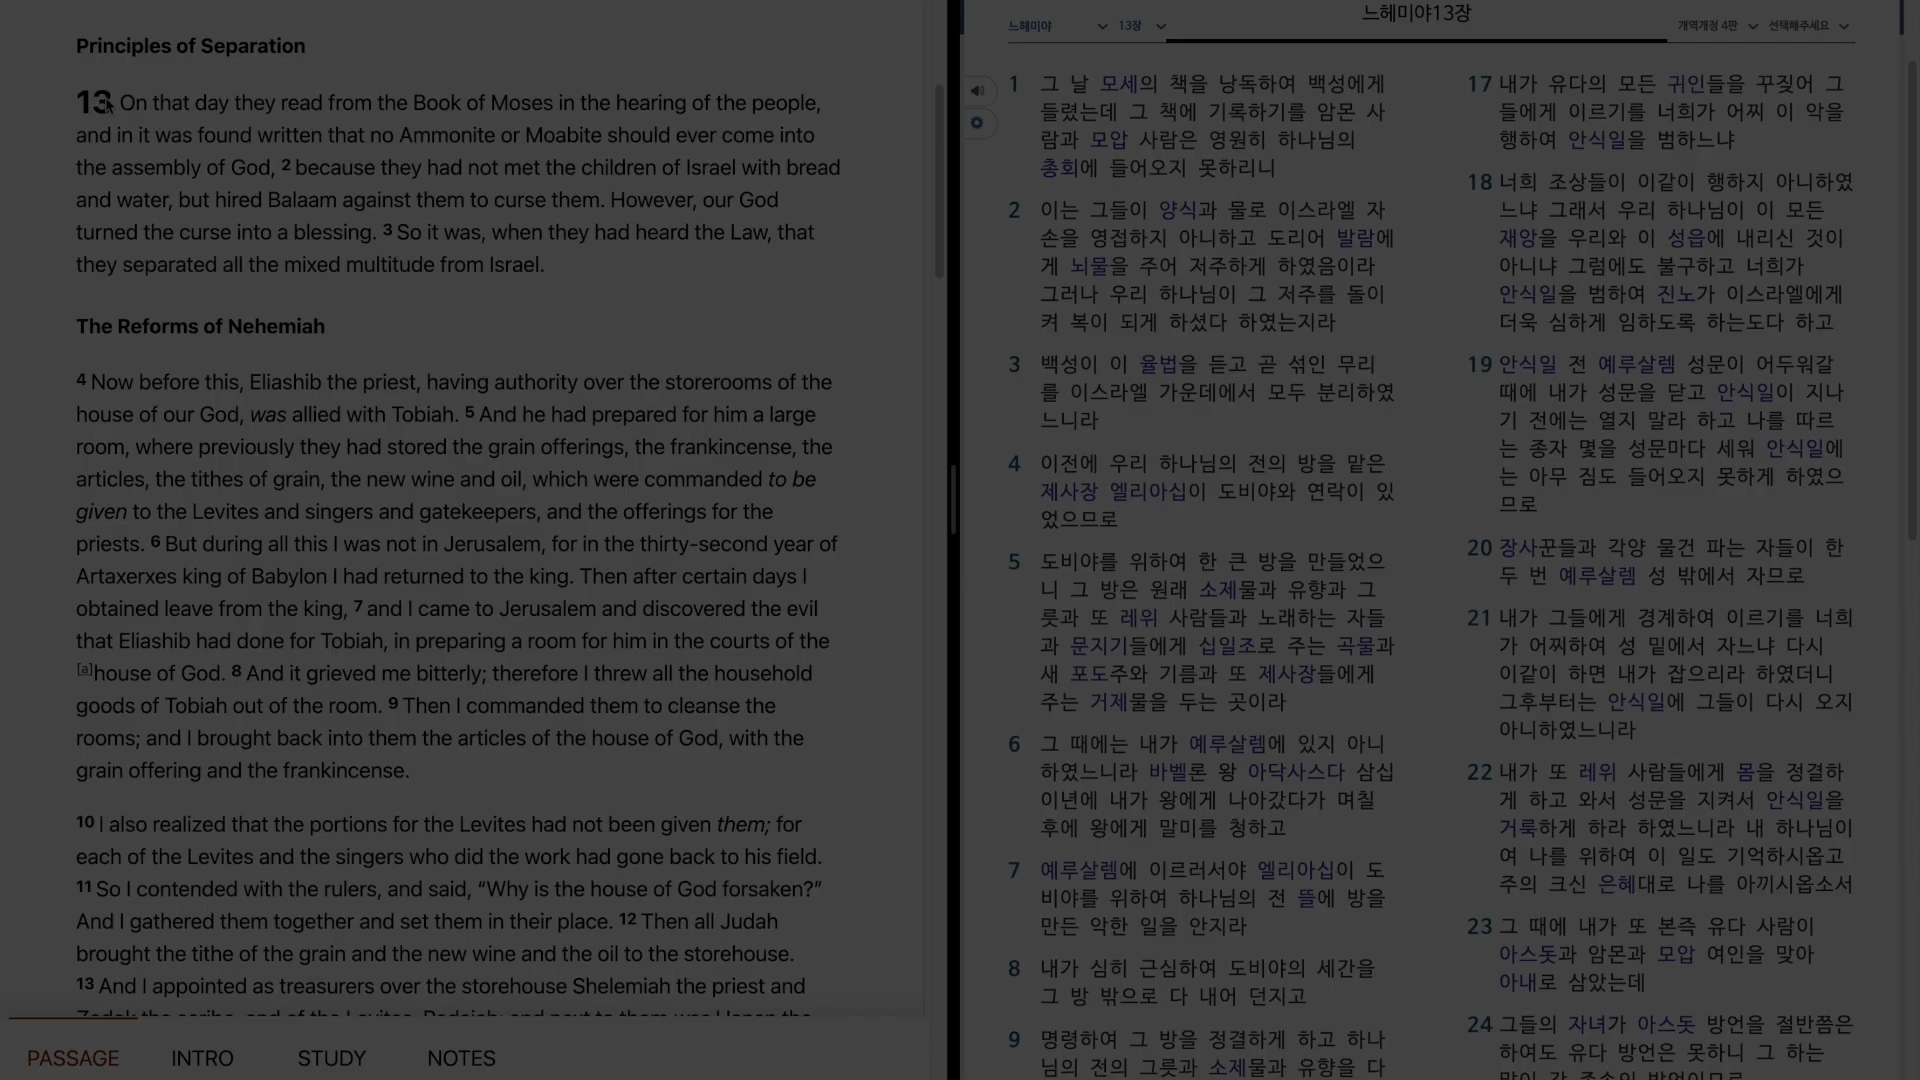 Principles of Separation
13 On that day they read from the Book of Moses in the hearing of the people,
and in it was found written that no Ammonite or Moabite should ever come into
the assembly of God, 2 because they had not met the children of Israel with bread
and water, but hired Balaam against them to curse them. However, our God
turned the curse into a blessing. 3 So it was, when they had heard the Law, that
they separated all the mixed multitude from Israel.
The Reforms of Nehemiah
4 Now before this, Eliashib the priest, having authority over the storerooms of the
house of our God, was allied with Tobiah. 5 And he had prepared for him a large
room, where previously they had stored the grain offerings, the frankincense, the
articles, the tithes of grain, the new wine and oil, which were commanded to be
given to the Levites and singers and gatekeepers, and the offerings for the
priests. 6 But during all this I was not in Jerusalem, for in the thirty-second year of
Artaxerxes king of Babylon I had returned to the king. Then after certain days I
obtained leave from the king, 7 and I came to Jerusalem and discovered the evil
that Eliashib had done for Tobiah, in preparing a room for him in the courts of the
[a]house of God. 8 And it grieved me bitterly; therefore I threw all the household
goods of Tobiah out of the room. 9 Then I commanded them to cleanse the
rooms; and I brought back into them the articles of the house of God, with the
grain offering and the frankincense.
10 I also realized that the portions for the Levites had not been given them; for
each of the Levites and the singers who did the work had gone back to his field.
11 So I contended with the rulers, and said, “Why is the house of God forsaken?”
And I gathered them together and set them in their place. 12 Then all Judah
brought the tithe of the grain and the new wine and the oil to the storehouse.
13 And I appointed as treasurers over the storehouse Shelemiah the priest and
PASSAGE INTRO STUDY NOTES
느헤미야13장
느헤미야 13장 개역개정 4판 선택해주세요
1 그 날 모세의 책을 낭독하여 백성에게
들렸는데 그 책에 기록하기를 암몬 사
람과 모압 사람은 영원히 하나님의
총회에 들어오지 못하리니
2 이는 그들이 양식과 물로 이스라엘 자
손을 영접하지 아니하고 도리어 발람에
게 뇌물을 주어 저주하게 하였음이라
그러나 우리 하나님이 그 저주를 돌이
켜 복이 되게 하셨다 하였는지라
3 백성이 이 율법을 듣고 곧 섞인 무리
를 이스라엘 가운데에서 모두 분리하였
느니라
4 이전에 우리 하나님의 전의 방을 맡은
제사장 엘리아십이 도비야와 연락이 있
었으므로
5 도비야를 위하여 한 큰 방을 만들었으
니 그 방은 원래 소제물과 유향과 그
릇과 또 레위 사람들과 노래하는 자들
과 문지기들에게 십일조로 주는 곡물과
새 포도주와 기름과 또 제사장들에게
주는 거제물을 두는 곳이라
6 그 때에는 내가 예루살렘에 있지 아니
하였느니라 바벨론 왕 아닥사스다 삼십
이년에 내가 왕에게 나아갔다가 며칠
후에 왕에게 말미를 청하고
7 예루살렘에 이르러서야 엘리아십이 도
비야를 위하여 하나님의 전 뜰에 방을
만든 악한 일을 안지라
8 내가 심히 근심하여 도비야의 세간을
그 방 밖으로 다 내어 던지고
9 명령하여 그 방을 정결하게 하고 하나
님의 전의 그릇과 소제물과 유향을 다
17 내가 유다의 모든 귀인들을 꾸짖어 그
들에게 이르기를 너희가 어찌 이 악을
행하여 안식일을 범하느냐
18 너희 조상들이 이같이 행하지 아니하였
느냐 그래서 우리 하나님이 이 모든
재앙을 우리와 이 성읍에 내리신 것이
아니냐 그럼에도 불구하고 너희가
안식일을 범하여 진노가 이스라엘에게
더욱 심하게 임하도록 하는도다 하고
19 안식일 전 예루살렘 성문이 어두워갈
때에 내가 성문을 닫고 안식일이 지나
기 전에는 열지 말라 하고 나를 따르
는 종자 몇을 성문마다 세워 안식일에
는 아무 짐도 들어오지 못하게 하였으
므로
20 장사꾼들과 각양 물건 파는 자들이 한
두 번 예루살렘 성 밖에서 자므로
21 내가 그들에게 경계하여 이르기를 너희
가 어찌하여 성 밑에서 자느냐 다시
이같이 하면 내가 잡으리라 하였더니
그후부터는 안식일에 그들이 다시 오지
아니하였느니라
22 내가 또 레위 사람들에게 몸을 정결하
게 하고 와서 성문을 지켜서 안식일을
거룩하게 하라 하였느니라 내 하나님이
여 나를 위하여 이 일도 기억하시옵고
주의 크신 은혜대로 나를 아끼시옵소서
23 그 때에 내가 또 본즉 유다 사람이
아스돗과 암몬과 모압 여인을 맞아
아내로 삼았는데
24 그들의 자녀가 아스돗 방언을 절반쯤은
하여도 유다 방언은 못하니 그 하는